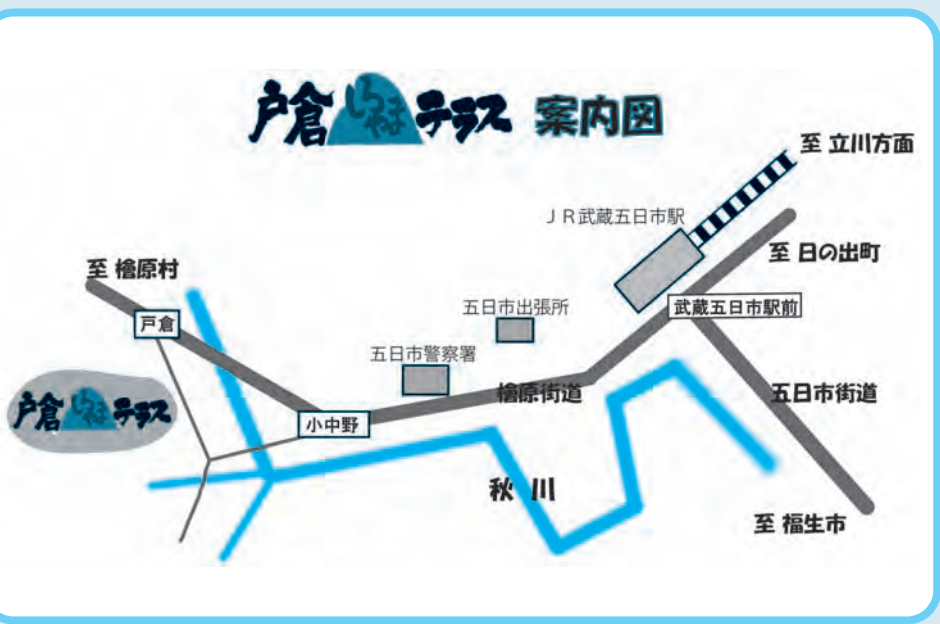 戸倉しろやまテラス 案内図
至 立川方面
JR武蔵五日市駅
至 日の出町
至 檜原村
武蔵五日市駅前
五日市出張所
戸倉
五日市警察署
檜原街道
五日市街道
戸倉しろやまテラス
小中野
秋 川
至 福生市